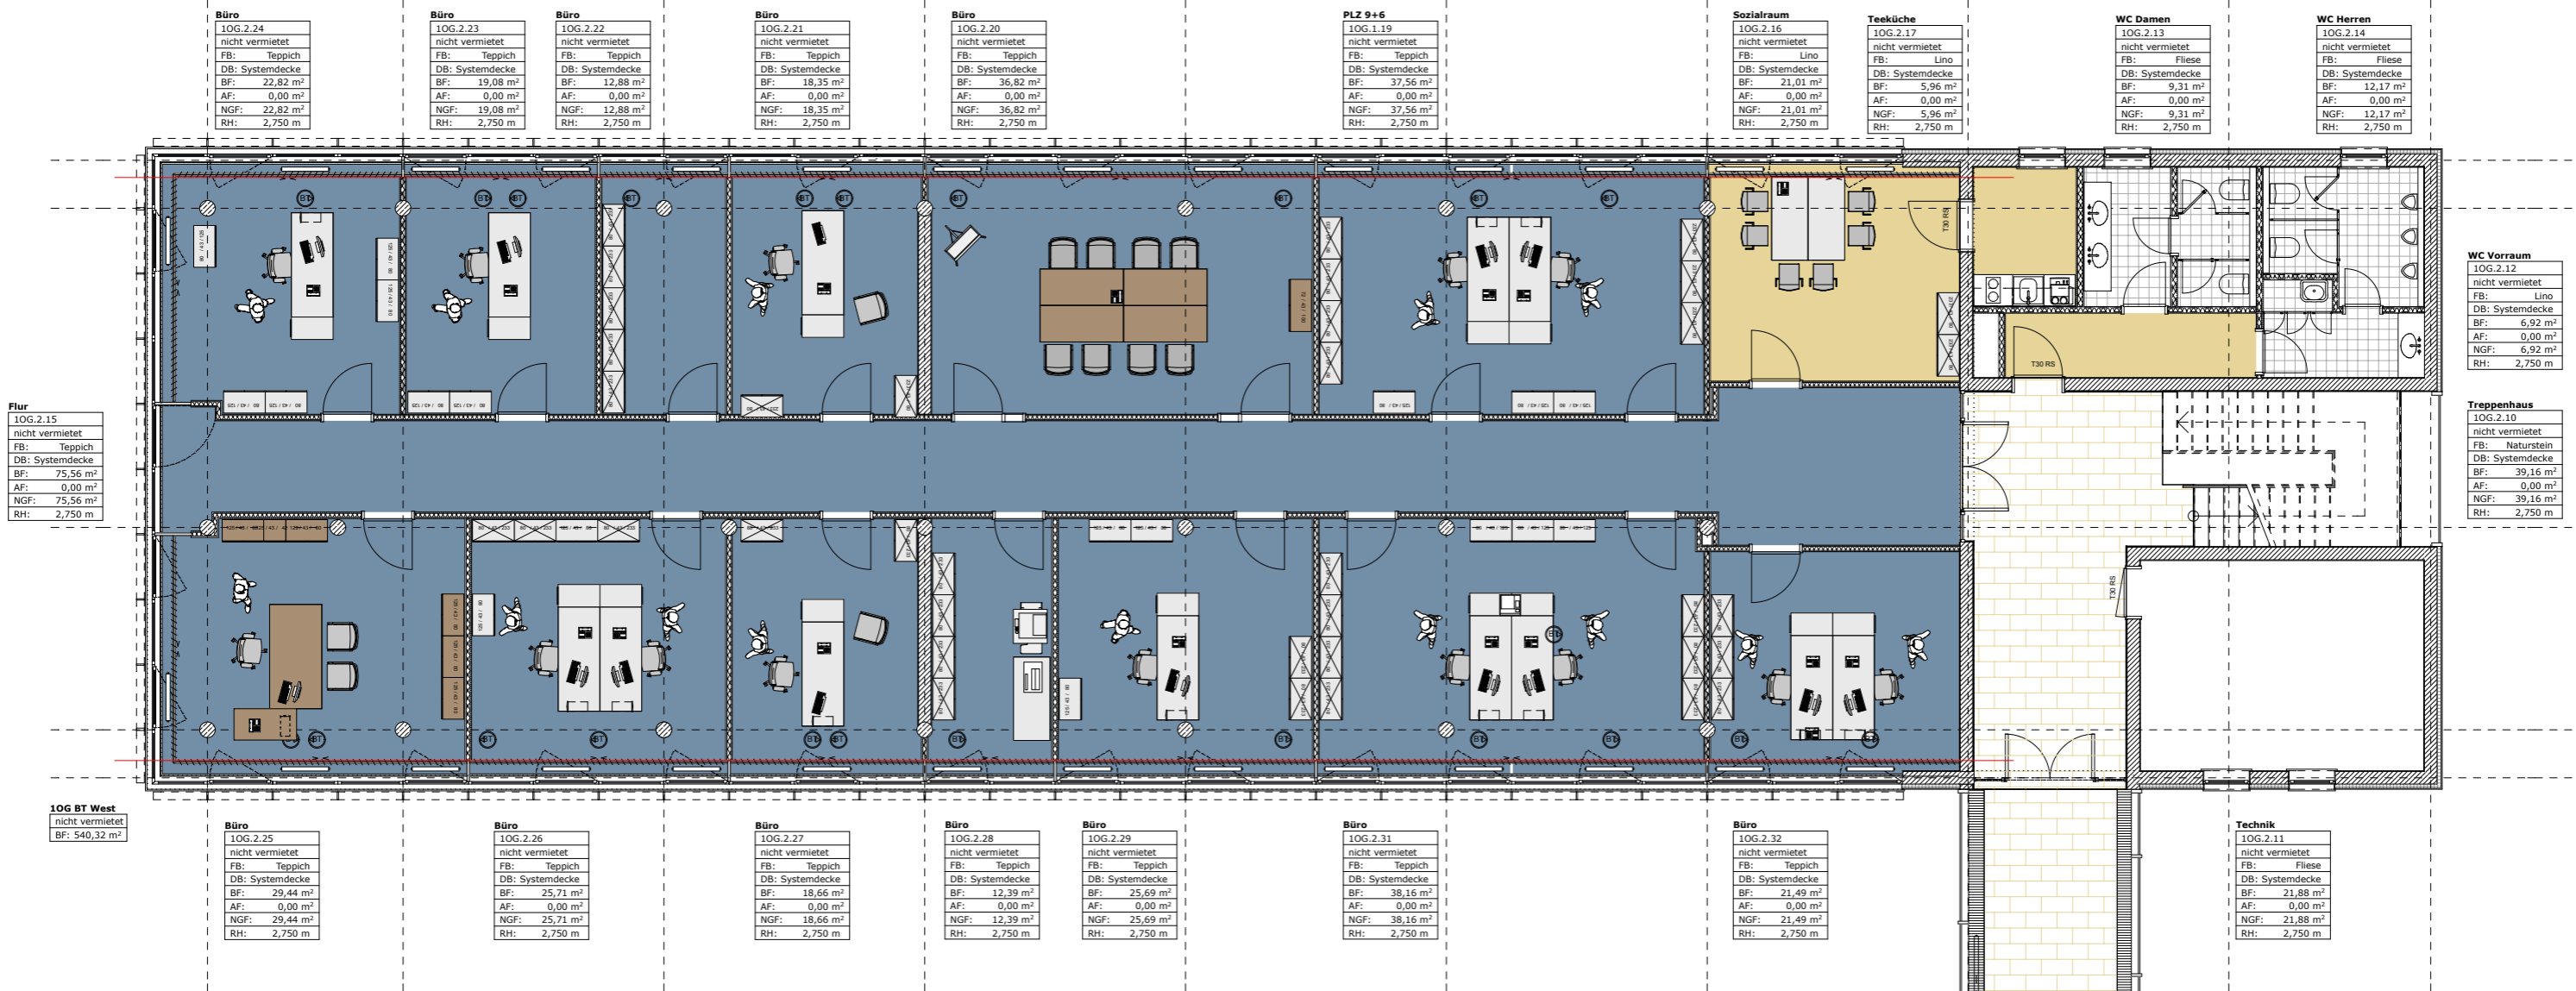 Büro
1OG.2.24
nicht vermietet
FB: Teppich
DB: Systemdecke
BF: 22,82 m²
AF: 0,00 m²
NGF: 22,82 m²
RH: 2,750 m
Büro
1OG.2.23
nicht vermietet
FB: Teppich
DB: Systemdecke
BF: 19,08 m²
AF: 0,00 m²
NGF: 19,08 m²
RH: 2,750 m
Büro
1OG.2.22
nicht vermietet
FB: Teppich
DB: Systemdecke
BF: 12,88 m²
AF: 0,00 m²
NGF: 12,88 m²
RH: 2,750 m
Büro
1OG.2.21
nicht vermietet
FB: Teppich
DB: Systemdecke
BF: 18,35 m²
AF: 0,00 m²
NGF: 18,35 m²
RH: 2,750 m
Büro
1OG.2.20
nicht vermietet
FB: Teppich
DB: Systemdecke
BF: 36,82 m²
AF: 0,00 m²
NGF: 36,82 m²
RH: 2,750 m
PLZ 9+6
1OG.1.19
nicht vermietet
FB: Teppich
DB: Systemdecke
BF: 37,56 m²
AF: 0,00 m²
NGF: 37,56 m²
RH: 2,750 m
Sozialraum
1OG.2.16
nicht vermietet
FB: Lino
DB: Systemdecke
BF: 21,01 m²
AF: 0,00 m²
NGF: 21,01 m²
RH: 2,750 m
Teeküche
1OG.2.17
nicht vermietet
FB: Lino
DB: Systemdecke
BF: 5,96 m²
AF: 0,00 m²
NGF: 5,96 m²
RH: 2,750 m
WC Damen
1OG.2.13
nicht vermietet
FB: Fliese
DB: Systemdecke
BF: 9,31 m²
AF: 0,00 m²
NGF: 9,31 m²
RH: 2,750 m
WC Herren
1OG.2.14
nicht vermietet
FB: Fliese
DB: Systemdecke
BF: 12,17 m²
AF: 0,00 m²
NGF: 12,17 m²
RH: 2,750 m
WC Vorraum
1OG.2.12
nicht vermietet
FB: Lino
DB: Systemdecke
BF: 6,92 m²
AF: 0,00 m²
NGF: 6,92 m²
RH: 2,750 m
T30 RS
T30 RS
Flur
1OG.2.15
nicht vermietet
FB: Teppich
DB: Systemdecke
BF: 75,56 m²
AF: 0,00 m²
NGF: 75,56 m²
RH: 2,750 m
Treppenhaus
1OG.2.10
nicht vermietet
FB: Naturstein
DB: Systemdecke
BF: 39,16 m²
AF: 0,00 m²
NGF: 39,16 m²
RH: 2,750 m
T30 RS
1OG BT West
nicht vermietet
BF: 540,32 m²
Büro
1OG.2.25
nicht vermietet
FB: Teppich
DB: Systemdecke
BF: 29,44 m²
AF: 0,00 m²
NGF: 29,44 m²
RH: 2,750 m
Büro
1OG.2.26
nicht vermietet
FB: Teppich
DB: Systemdecke
BF: 25,71 m²
AF: 0,00 m²
NGF: 25,71 m²
RH: 2,750 m
Büro
1OG.2.27
nicht vermietet
FB: Teppich
DB: Systemdecke
BF: 18,66 m²
AF: 0,00 m²
NGF: 18,66 m²
RH: 2,750 m
Büro
1OG.2.28
nicht vermietet
FB: Teppich
DB: Systemdecke
BF: 12,39 m²
AF: 0,00 m²
NGF: 12,39 m²
RH: 2,750 m
Büro
1OG.2.29
nicht vermietet
FB: Teppich
DB: Systemdecke
BF: 25,69 m²
AF: 0,00 m²
NGF: 25,69 m²
RH: 2,750 m
Büro
1OG.2.31
nicht vermietet
FB: Teppich
DB: Systemdecke
BF: 38,16 m²
AF: 0,00 m²
NGF: 38,16 m²
RH: 2,750 m
Büro
1OG.2.32
nicht vermietet
FB: Teppich
DB: Systemdecke
BF: 21,49 m²
AF: 0,00 m²
NGF: 21,49 m²
RH: 2,750 m
Technik
1OG.2.11
nicht vermietet
FB: Fliese
DB: Systemdecke
BF: 21,88 m²
AF: 0,00 m²
NGF: 21,88 m²
RH: 2,750 m